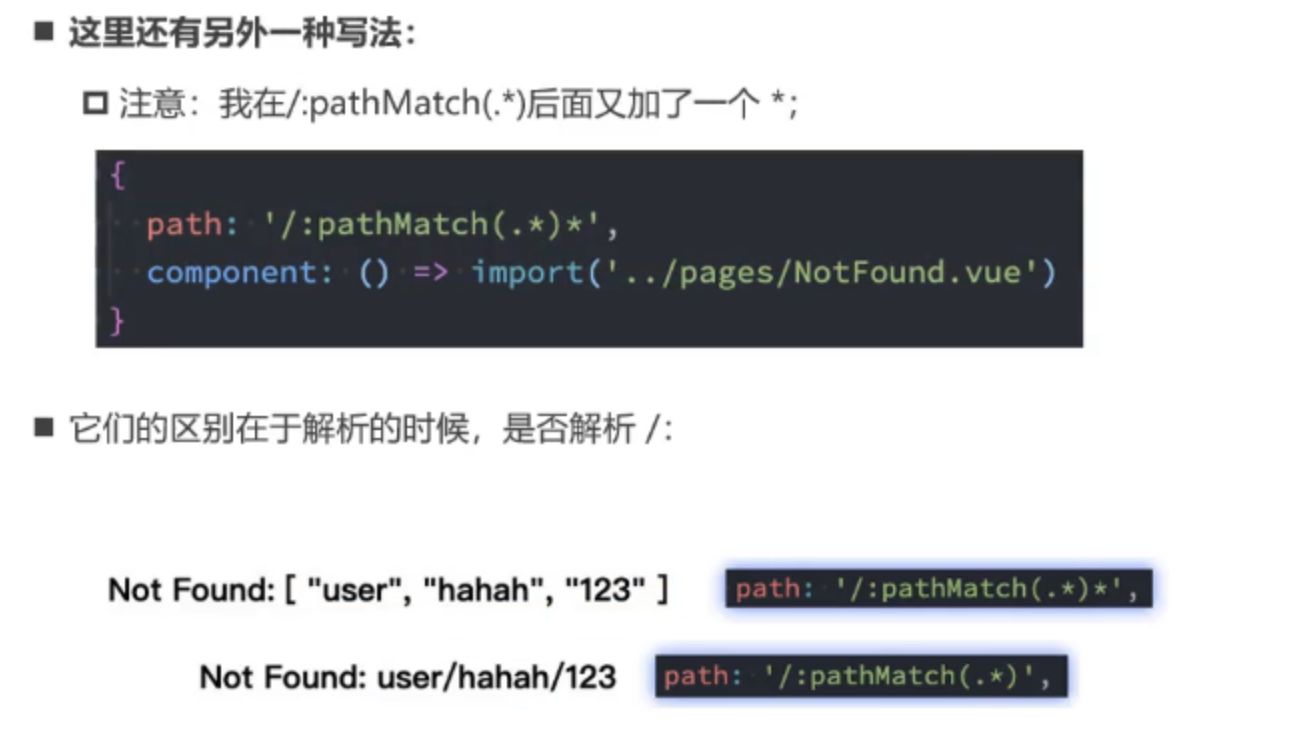 这里还有另外一种写法：
注意：我在/:pathMatch(.*)后面又加了一个 *;
{
path: '/:pathMatch(.*)*',
component: () => import('../pages/NotFound.vue')
}
它们的区别在于解析的时候，是否解析 /：
Not Found: [ "user", "hahah", "123" ] path: '/:pathMatch(.*)*',
Not Found: user/hahah/123 path: '/:pathMatch(.*)',